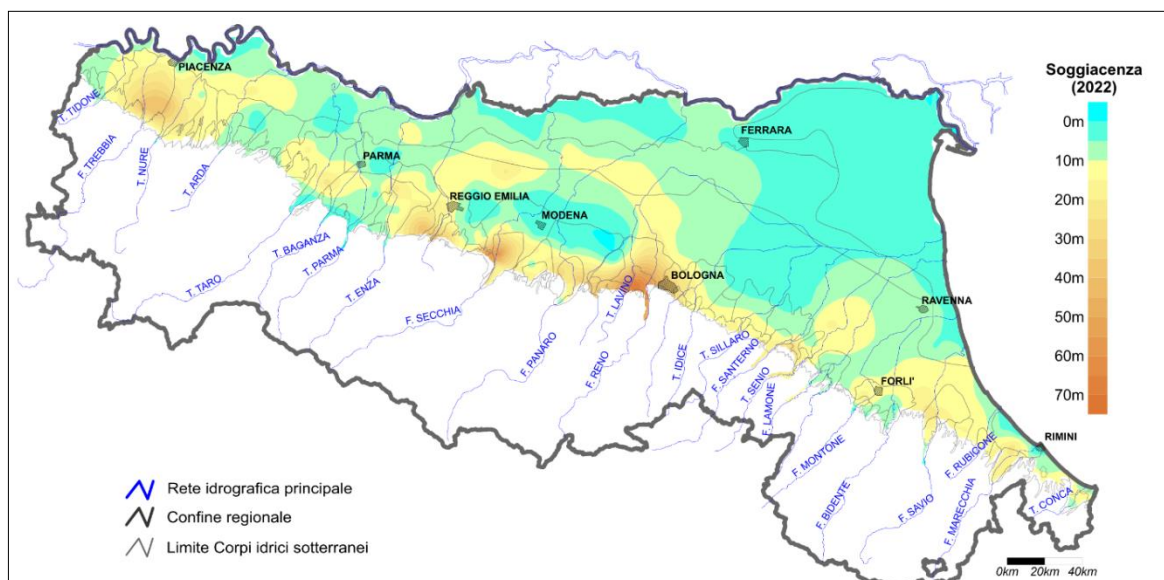 Soggiacenza
(2022)
0m
10m
20m
30m
40m
50m
60m
70m
PIACENZA
T. TIDONE
F. TREBBIA
T. NURE
T. ARDA
PARMA
FERRARA
REGGIO EMILIA
MODENA
T. TARO
T. BAGANZA
T. PARMA
T. ENZA
F. SECCHIA
F. PANARO
F. RENO
T. LAVINO
BOLOGNA
T. IDICE
T. SILLARO
F. SANTERNO
T. SENIO
F. LAMONE
RAVENNA
FORLI'
F. MONTONE
F. BIDENTE
F. SAVIO
F. RUBICONE
F. MARECCHIA
RIMINI
T. CONCA
Rete idrografica principale
Confine regionale
Limite Corpi idrici sotterranei
0km 20km 40km